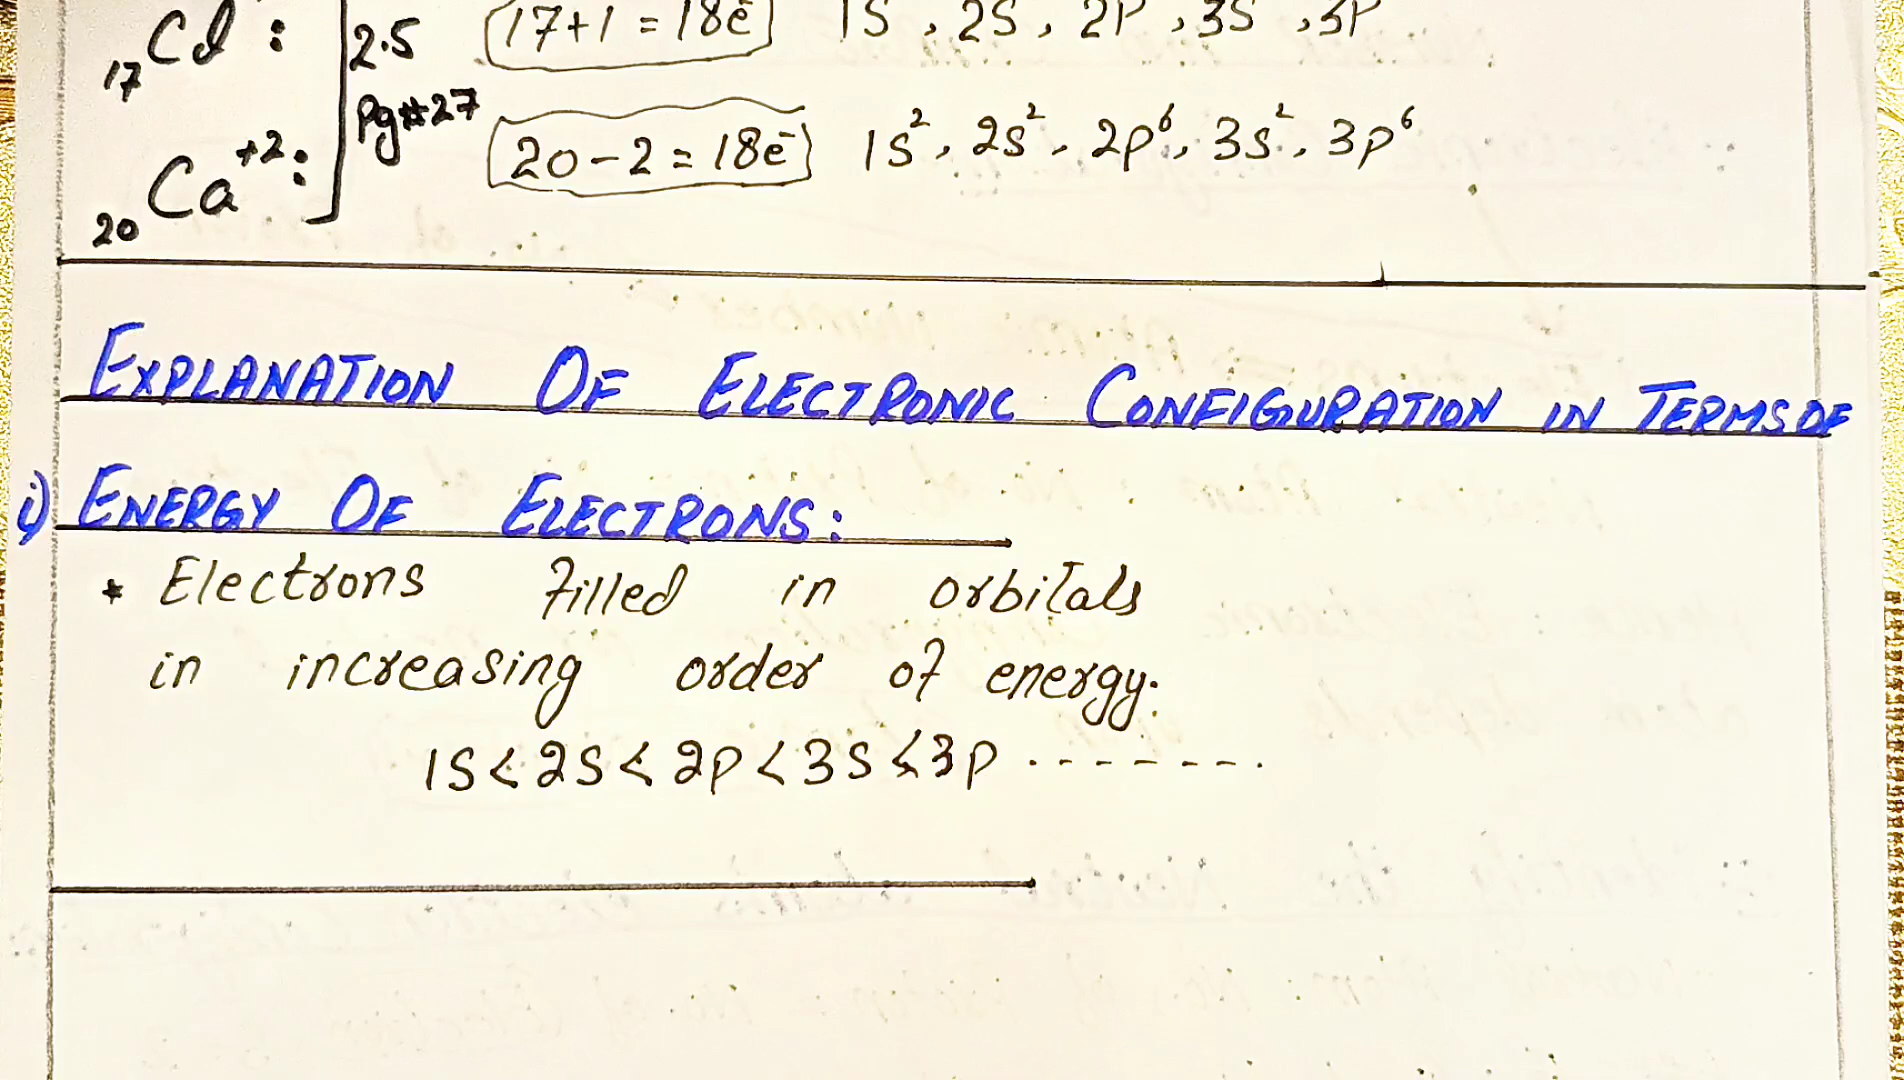 17Cl : 2.5 17+1=18e⁻ 1S, 2S, 2P, 3S, 3P
Pg#27
20Ca⁺²: 20-2=18e⁻ 1s², 2s², 2p⁶, 3s², 3p⁶
EXPLANATION OF ELECTRONIC CONFIGURATION IN TERMS OF
i) ENERGY OF ELECTRONS:
* Electrons filled in orbitals
in increasing order of energy.
1S<2S<2p<3S<3p -------